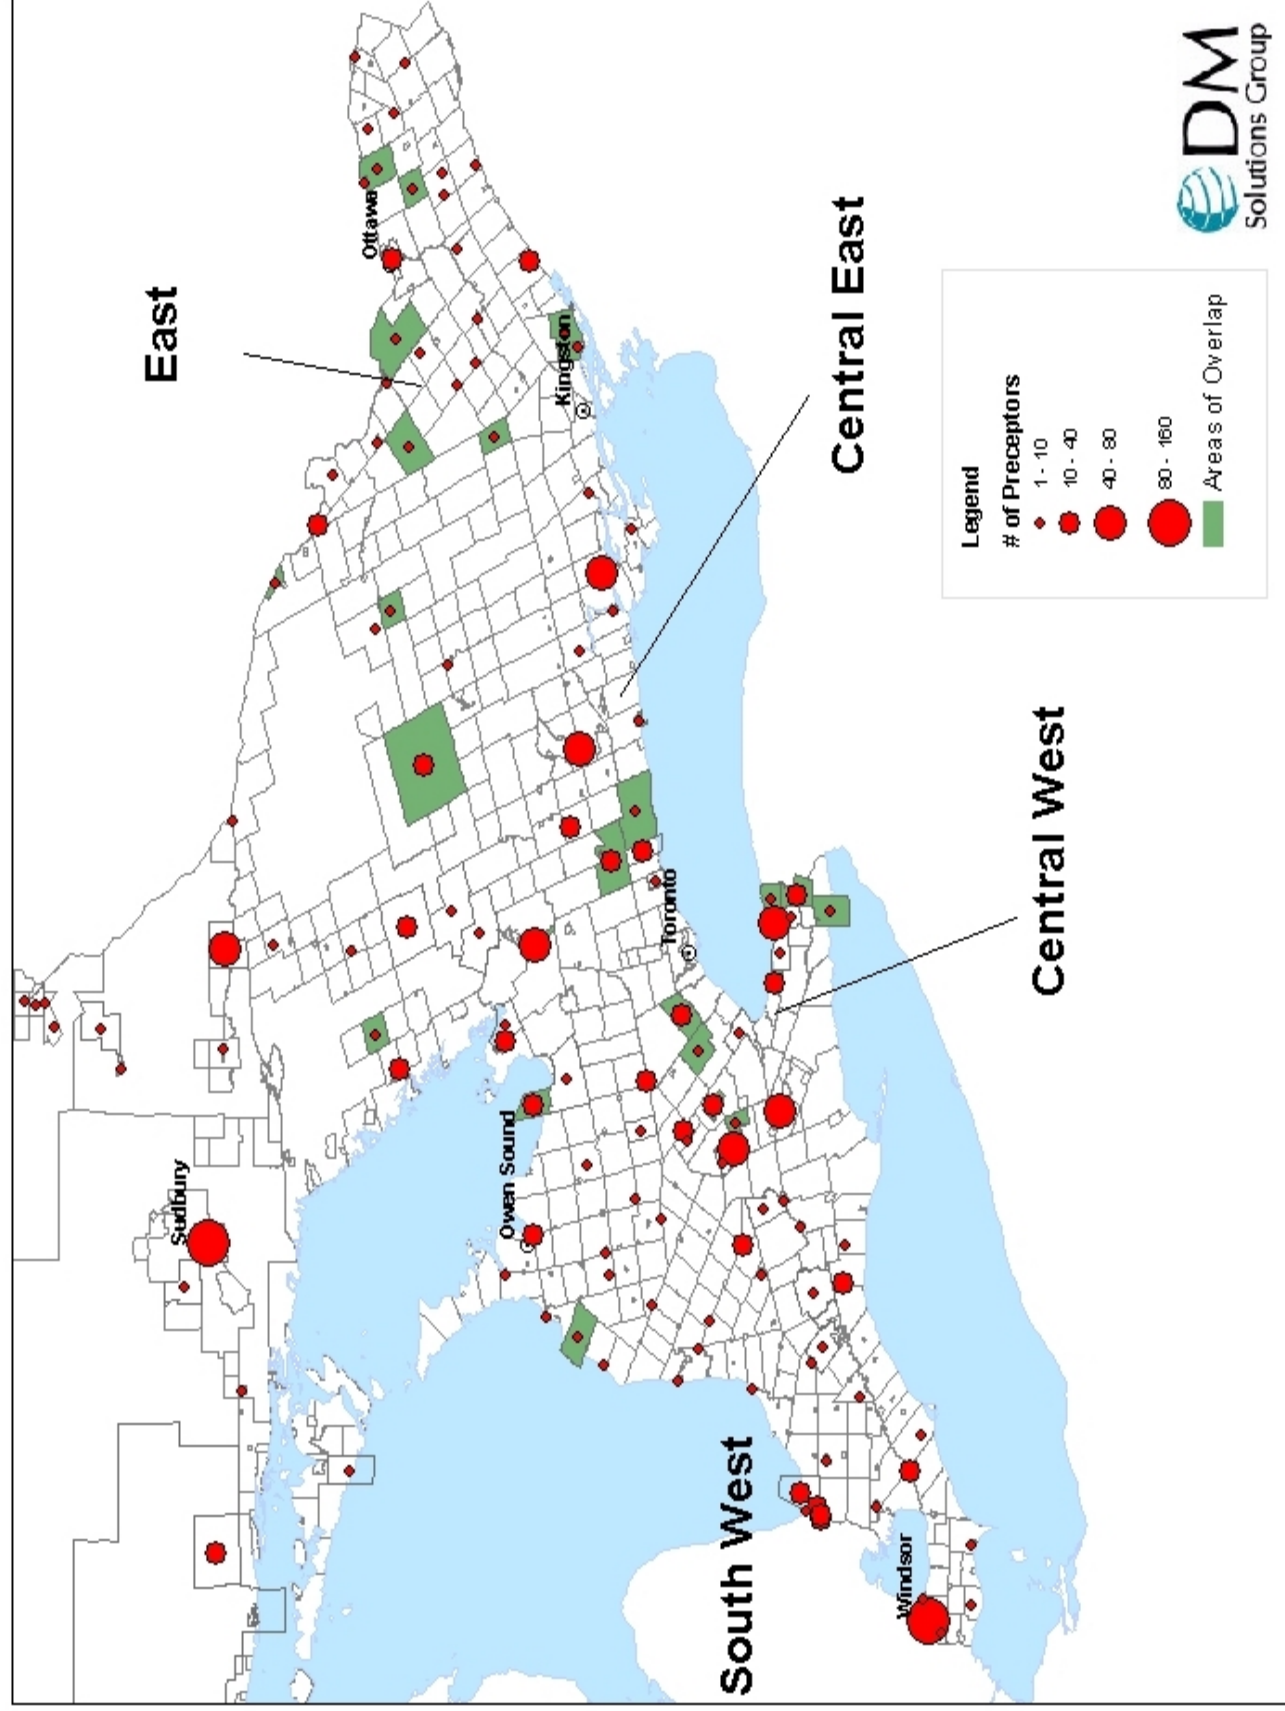 Sudbury
East
Ottawa
Owen Sound
Kingston
Toronto
South West
Windsor
Central East
Central West
Legend
# of Preceptors
1 - 10
10 - 40
40 - 80
80 - 160
Areas of Overlap
DM
Solutions Group